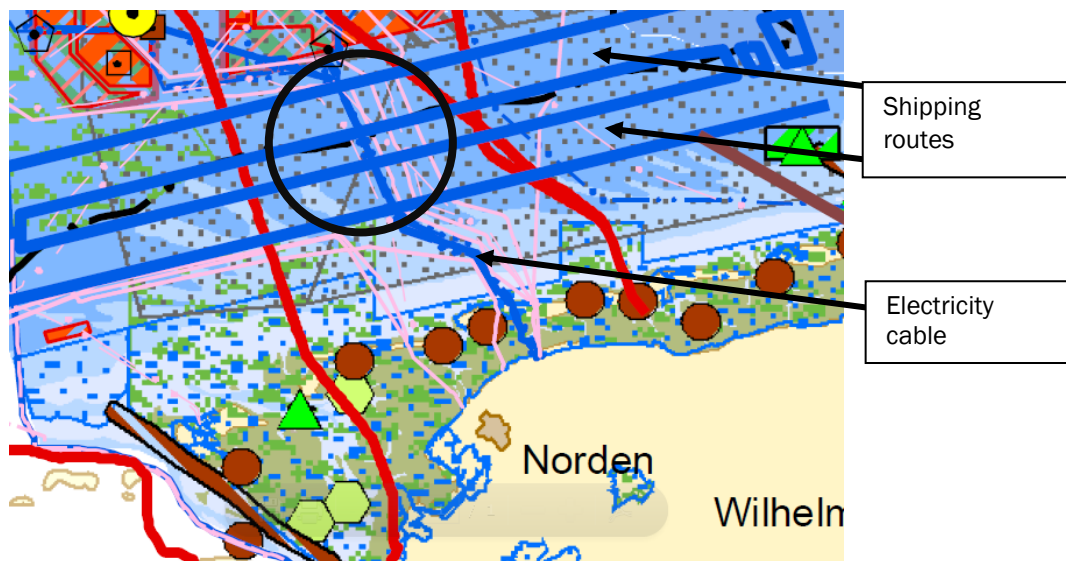 Shipping
routes
Electricity
cable
Norden
Wilhelm